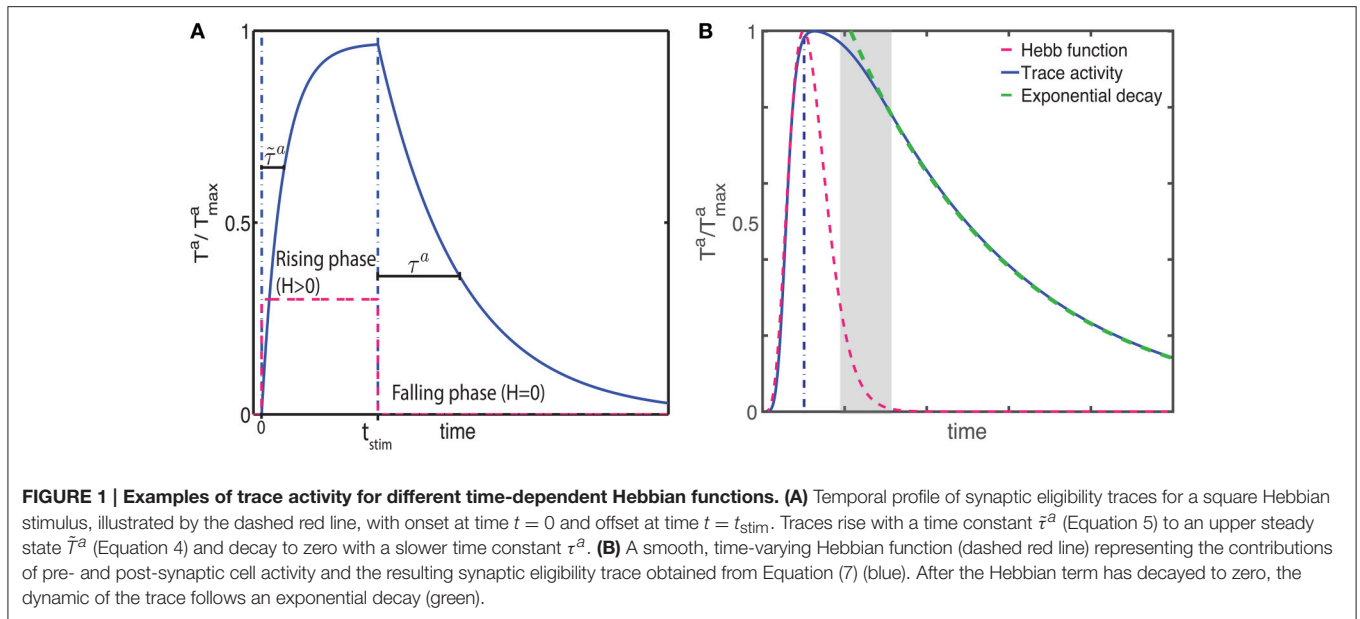 A
T^a / T^a_max
1
0.5
0
τ̃^a
Rising phase
(H>0)
τ^a
Falling phase (H=0)
0
t_stim
time
B
T^a/T^a_max
1
0.5
0
Hebb function
Trace activity
Exponential decay
time
FIGURE 1 | Examples of trace activity for different time-dependent Hebbian functions. (A) Temporal profile of synaptic eligibility traces for a square Hebbian
stimulus, illustrated by the dashed red line, with onset at time t = 0 and offset at time t = t_stim. Traces rise with a time constant τ̃^a (Equation 5) to an upper steady
state T̃^a (Equation 4) and decay to zero with a slower time constant τ^a. (B) A smooth, time-varying Hebbian function (dashed red line) representing the contributions
of pre- and post-synaptic cell activity and the resulting synaptic eligibility trace obtained from Equation (7) (blue). After the Hebbian term has decayed to zero, the
dynamic of the trace follows an exponential decay (green).